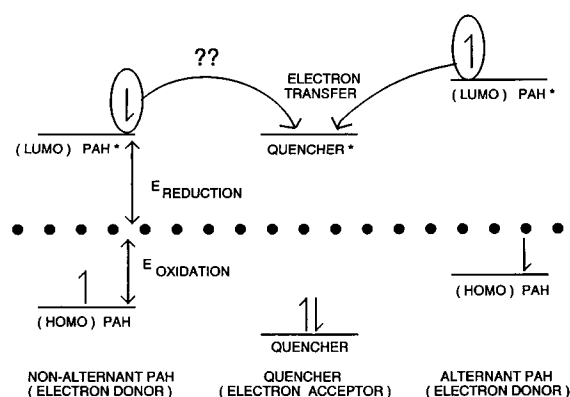 ??
ELECTRON
TRANSFER
(LUMO) PAH*
(LUMO) PAH*
QUENCHER*
E REDUCTION
E OXIDATION
(HOMO) PAH
(HOMO) PAH
QUENCHER
NON-ALTERNANT PAH
(ELECTRON DONOR)
QUENCHER
(ELECTRON ACCEPTOR)
ALTERNANT PAH
(ELECTRON DONOR)